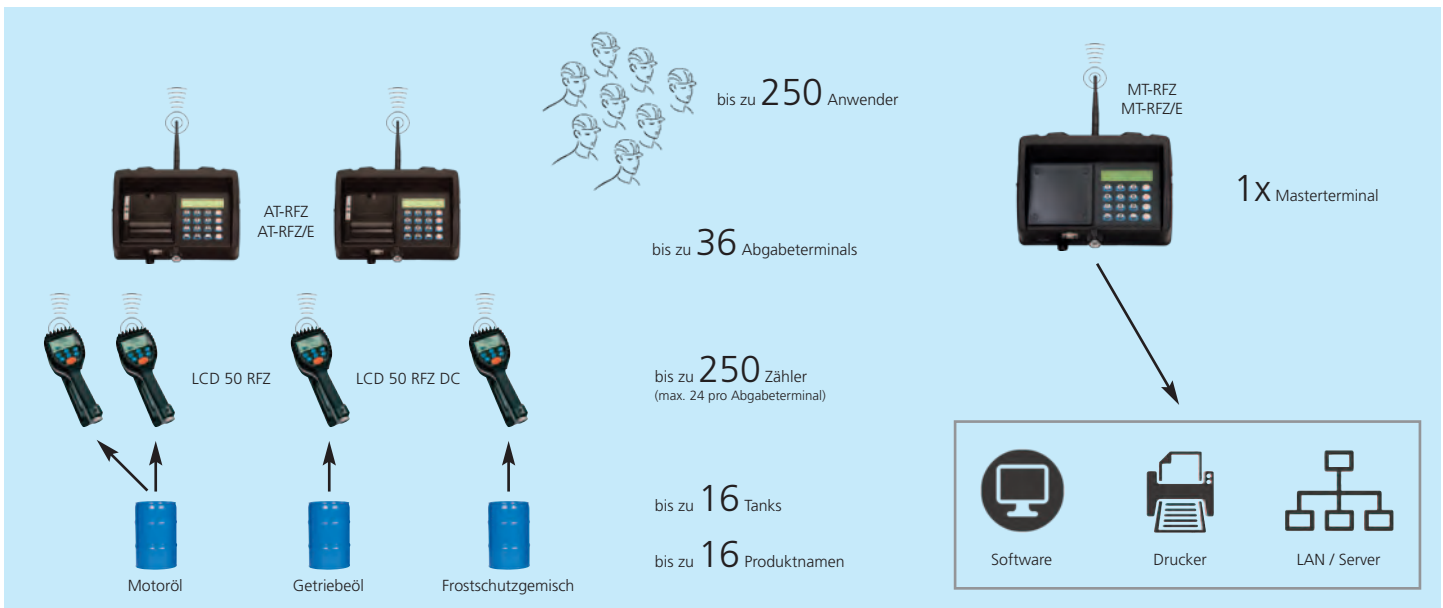 bis zu 250 Anwender
MT-RFZ
MT-RFZ/E
1x Masterterminal
AT-RFZ
AT-RFZ/E
bis zu 36 Abgabeterminals
LCD 50 RFZ
LCD 50 RFZ DC
bis zu 250 Zähler
(max. 24 pro Abgabeterminal)
bis zu 16 Tanks
bis zu 16 Produktnamen
Motoröl
Getriebeöl
Frostschutzgemisch
Software
Drucker
LAN / Server